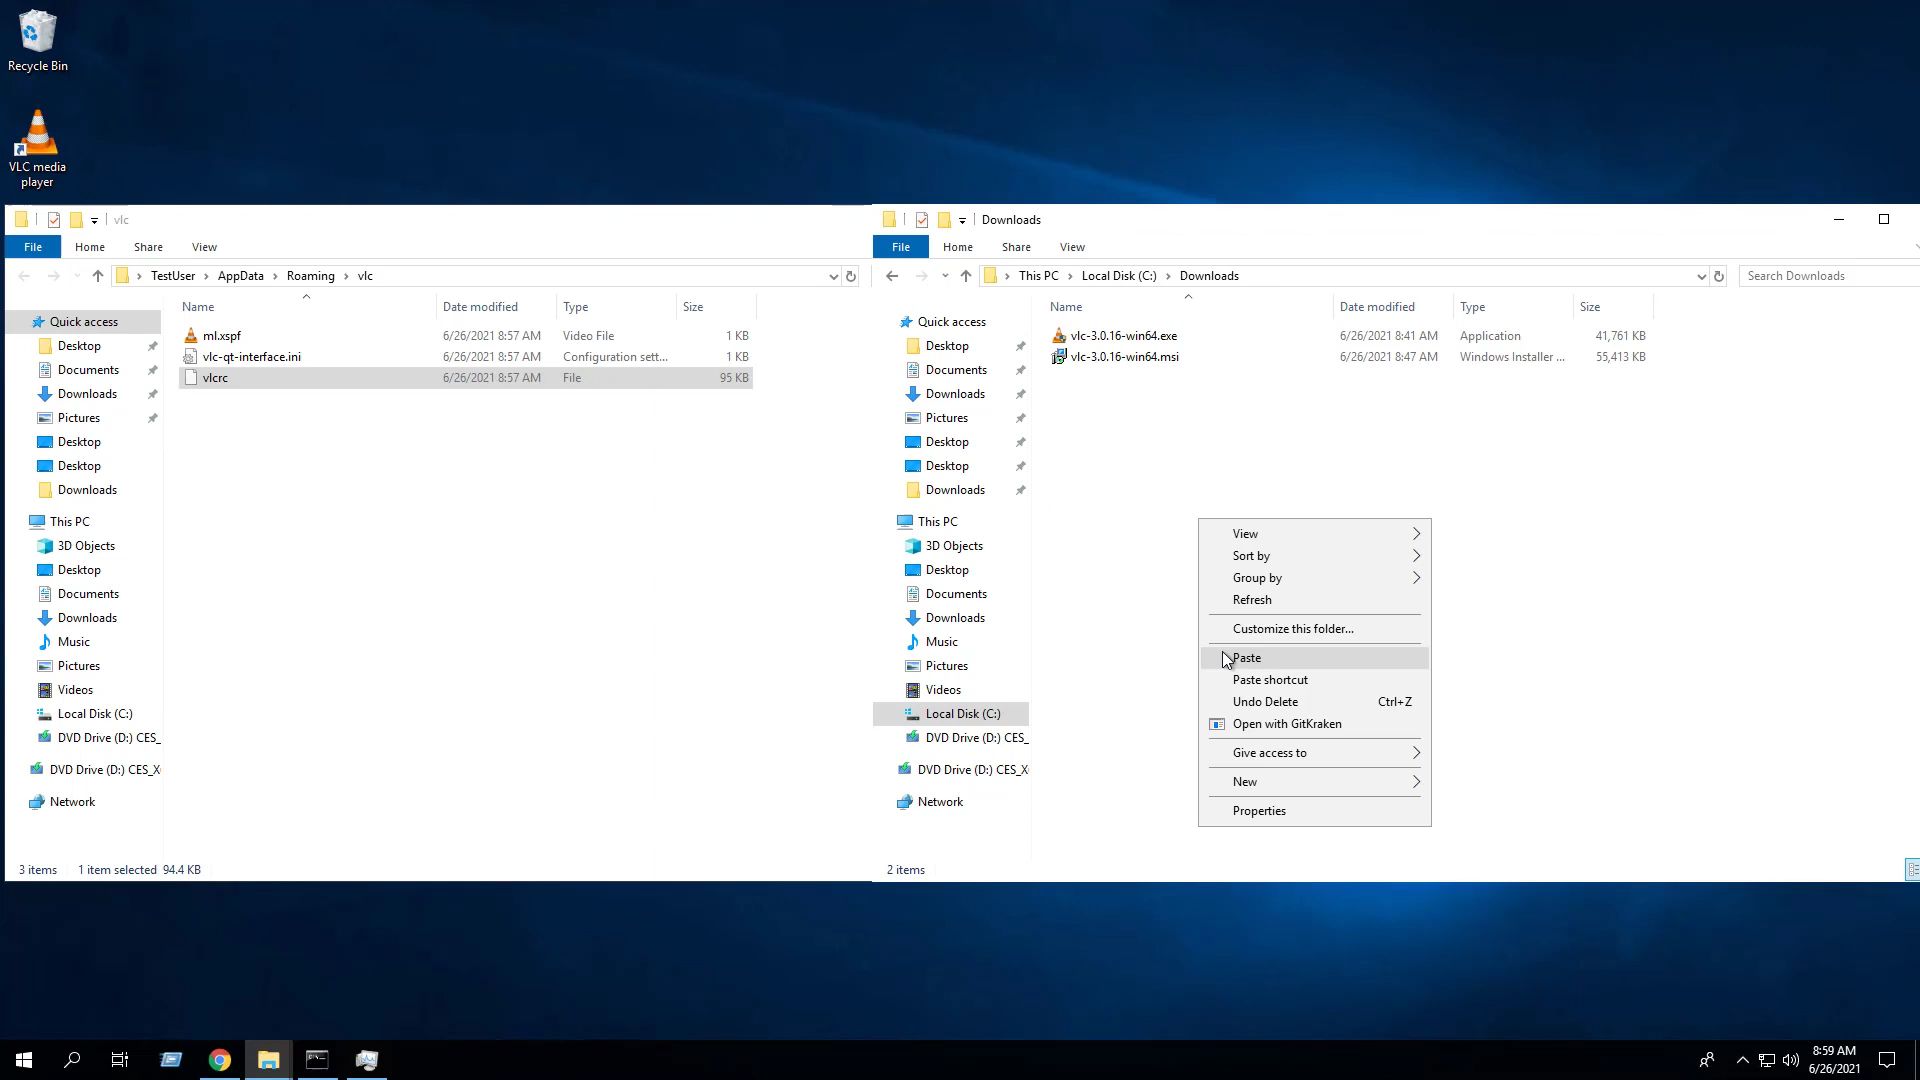 Recycle Bin
VLC media
player
vlc
File Home Share View
TestUser AppData Roaming vlc
Name Date modified Type Size
Quick access
Desktop
Documents
Downloads
Pictures
Desktop
Desktop
Downloads
This PC
3D Objects
Desktop
Documents
Downloads
Music
Pictures
Videos
Local Disk (C:)
DVD Drive (D:) CES_
DVD Drive (D:) CES_X
Network
ml.xspf 6/26/2021 8:57 AM Video File 1 KB
vlc-qt-interface.ini 6/26/2021 8:57 AM Configuration sett... 1 KB
vlcrc 6/26/2021 8:57 AM File 95 KB
3 items 1 item selected 94.4 KB
Downloads
File Home Share View
This PC Local Disk (C:) Downloads
Search Downloads
Name Date modified Type Size
Quick access
Desktop
Documents
Downloads
Pictures
Desktop
Desktop
Downloads
This PC
3D Objects
Desktop
Documents
Downloads
Music
Pictures
Videos
Local Disk (C:)
DVD Drive (D:) CES_
DVD Drive (D:) CES_X
Network
vlc-3.0.16-win64.exe 6/26/2021 8:41 AM Application 41,761 KB
vlc-3.0.16-win64.msi 6/26/2021 8:47 AM Windows Installer ... 55,413 KB
View
Sort by
Group by
Refresh
Customize this folder...
Paste
Paste shortcut
Undo Delete Ctrl+Z
Open with GitKraken
Give access to
New
Properties
2 items
8:59 AM
6/26/2021